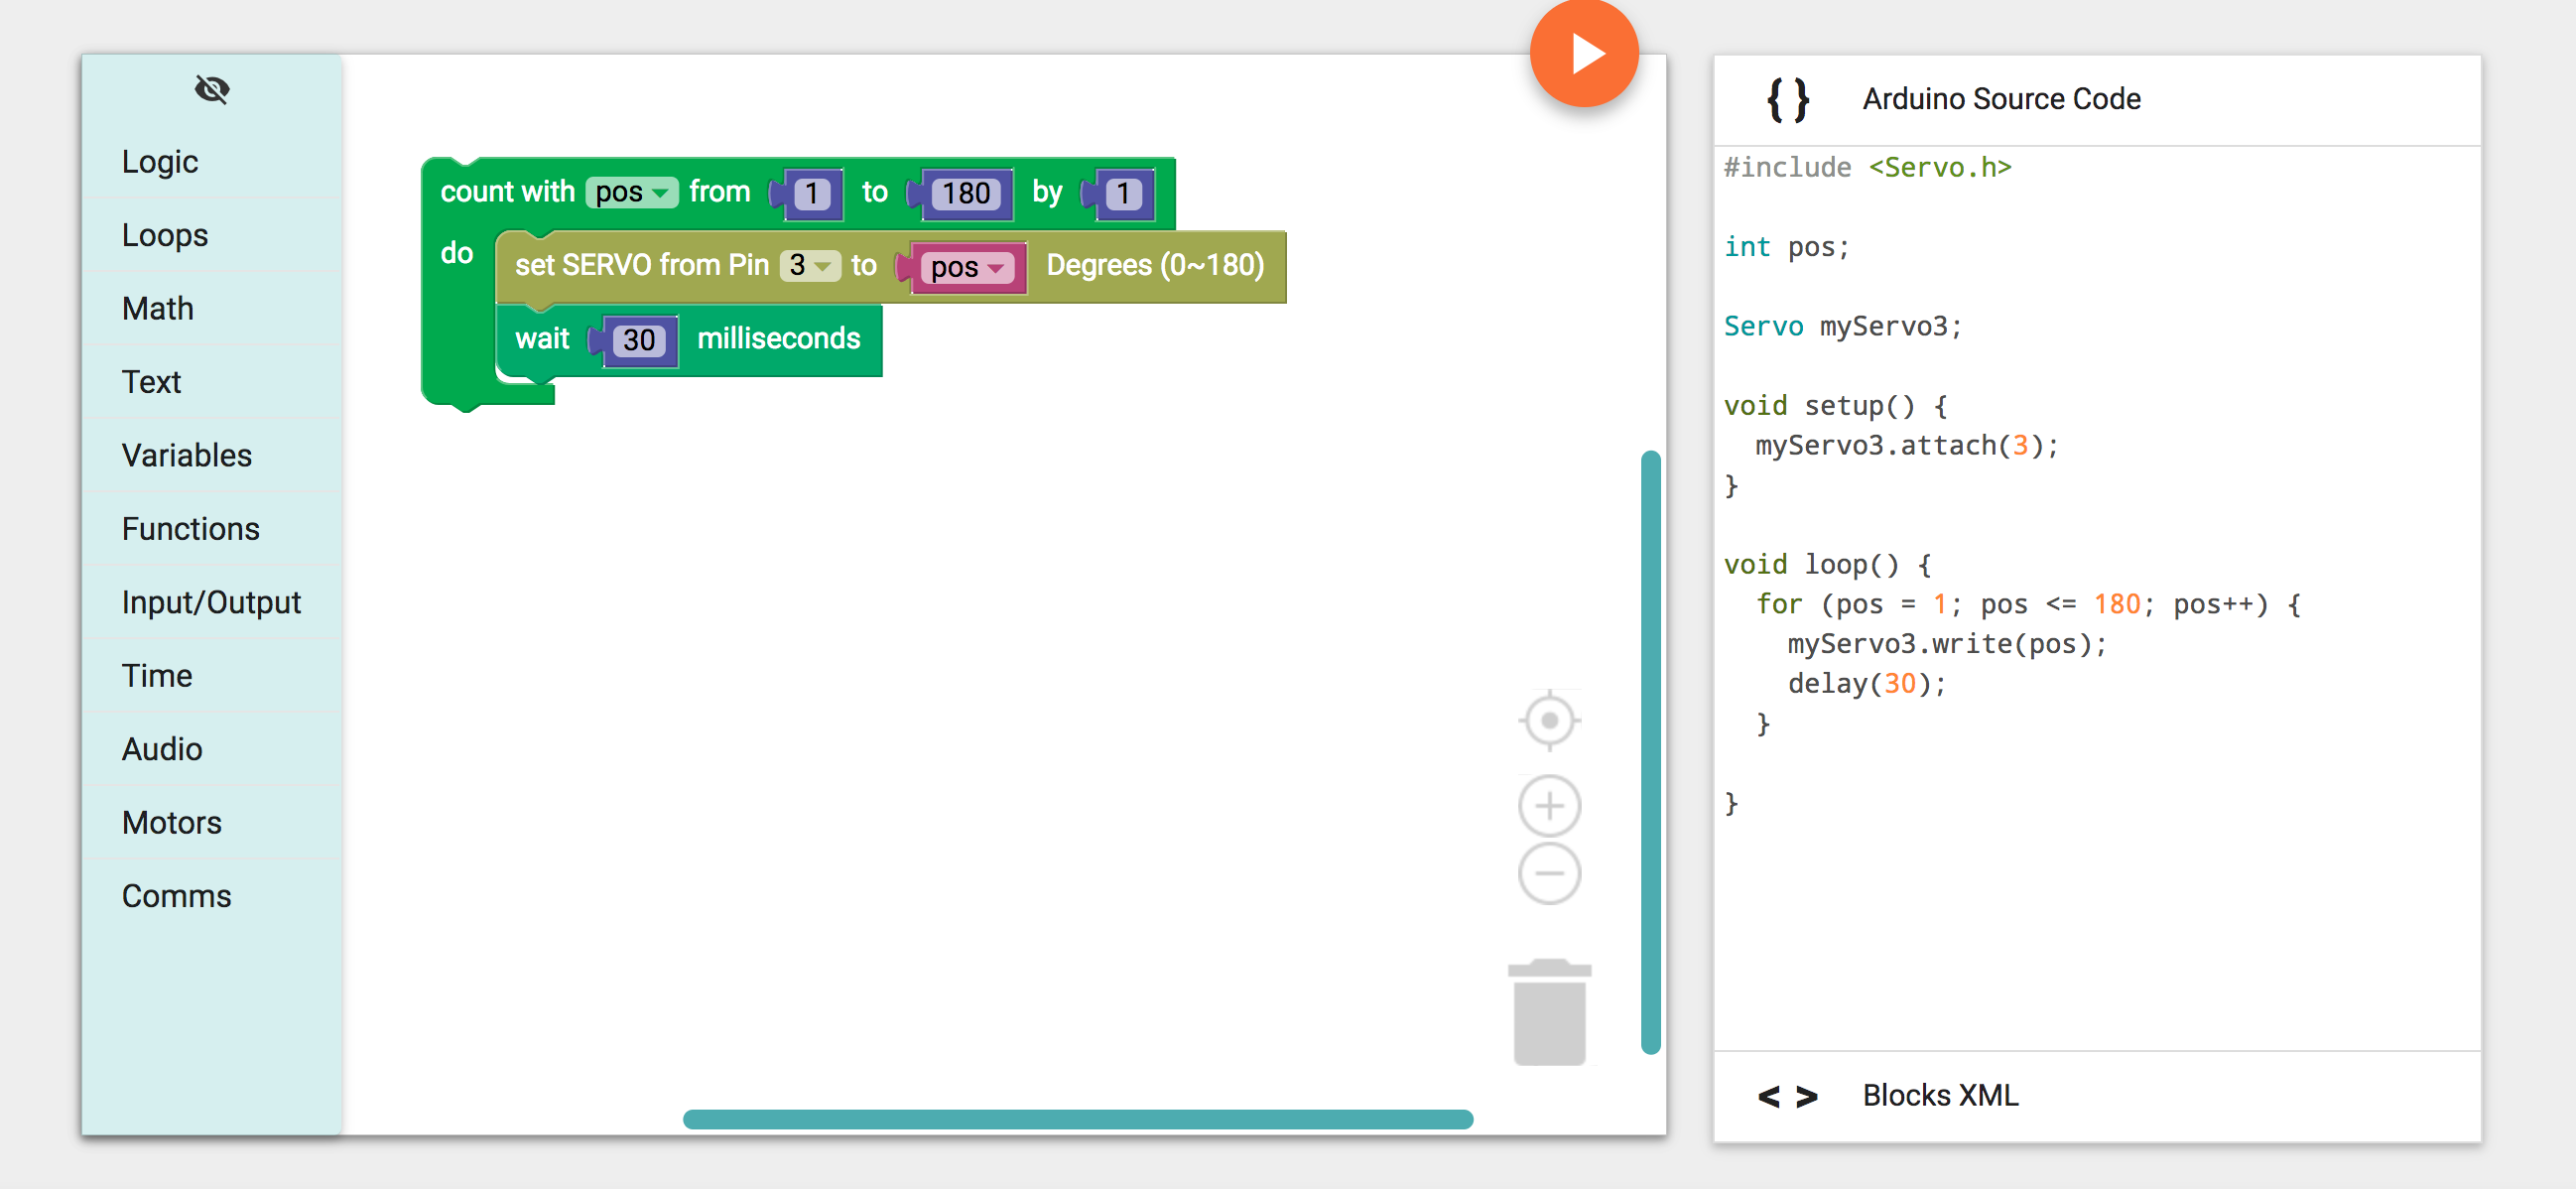 Logic
Loops
Math
Text
Variables
Functions
Input/Output
Time
Audio
Motors
Comms
count with pos from 1 to 180 by 1
do
set SERVO from Pin 3 to pos Degrees (0~180)
wait 30 milliseconds
{ } Arduino Source Code
#include <Servo.h>
int pos;
Servo myServo3;
void setup() {
  myServo3.attach(3);
}
void loop() {
  for (pos = 1; pos <= 180; pos++) {
    myServo3.write(pos);
    delay(30);
  }
}
< > Blocks XML